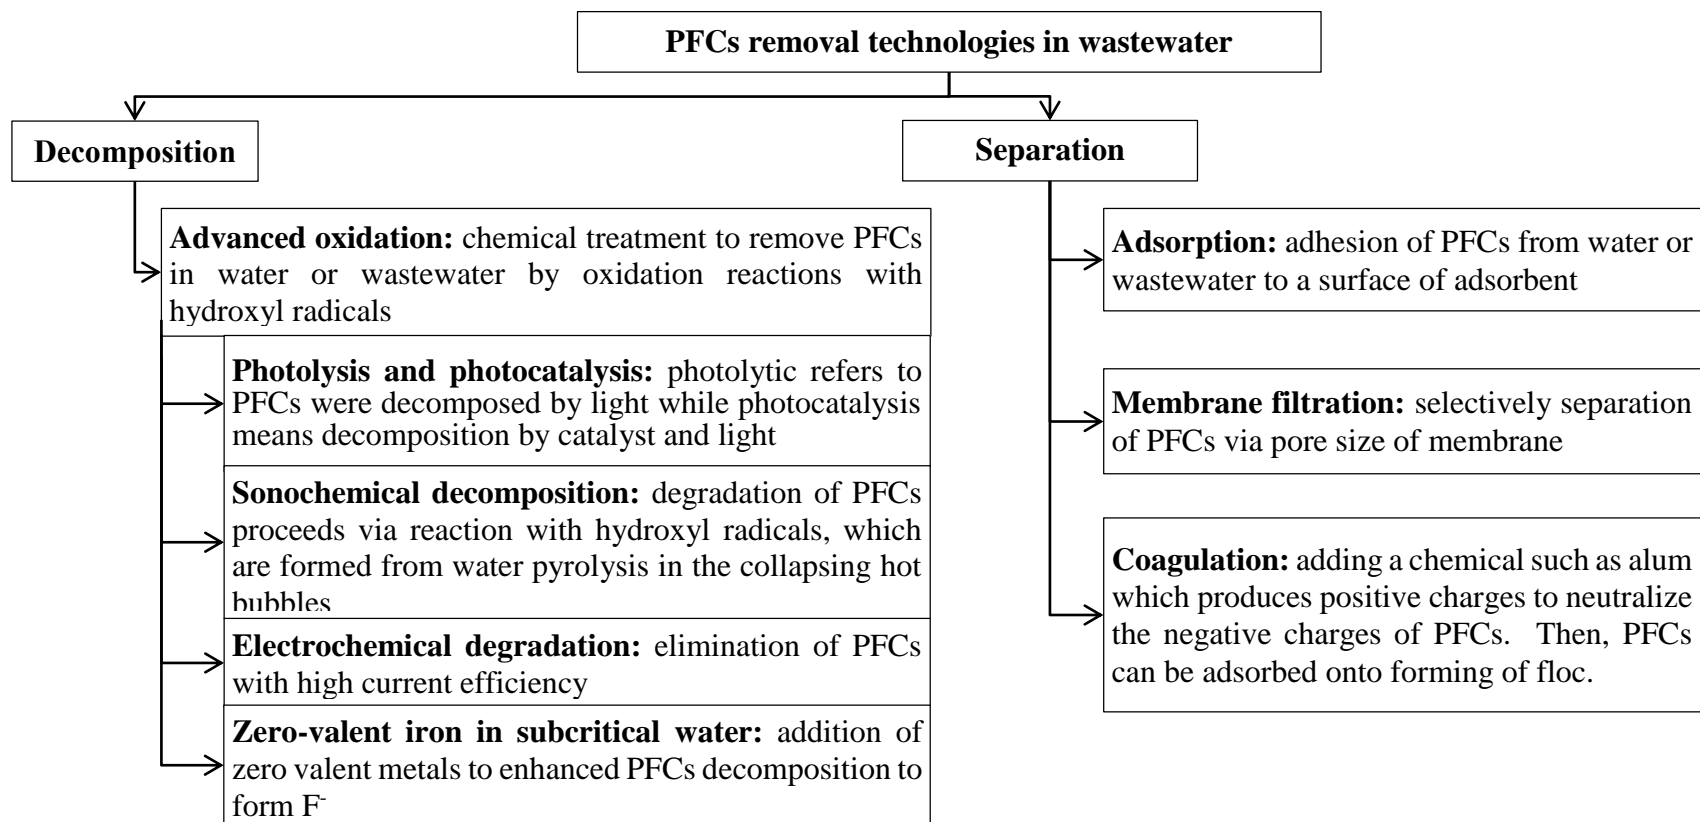 PFCs removal technologies in wastewater
Decomposition
Separation
Advanced oxidation: chemical treatment to remove PFCs
in water or wastewater by oxidation reactions with
hydroxyl radicals
Photolysis and photocatalysis: photolytic refers to
PFCs were decomposed by light while photocatalysis
means decomposition by catalyst and light
Sonochemical decomposition: degradation of PFCs
proceeds via reaction with hydroxyl radicals, which
are formed from water pyrolysis in the collapsing hot
bubbles
Electrochemical degradation: elimination of PFCs
with high current efficiency
Zero-valent iron in subcritical water: addition of
zero valent metals to enhanced PFCs decomposition to
form F⁻
Adsorption: adhesion of PFCs from water or
wastewater to a surface of adsorbent
Membrane filtration: selectively separation
of PFCs via pore size of membrane
Coagulation: adding a chemical such as alum
which produces positive charges to neutralize
the negative charges of PFCs. Then, PFCs
can be adsorbed onto forming of floc.